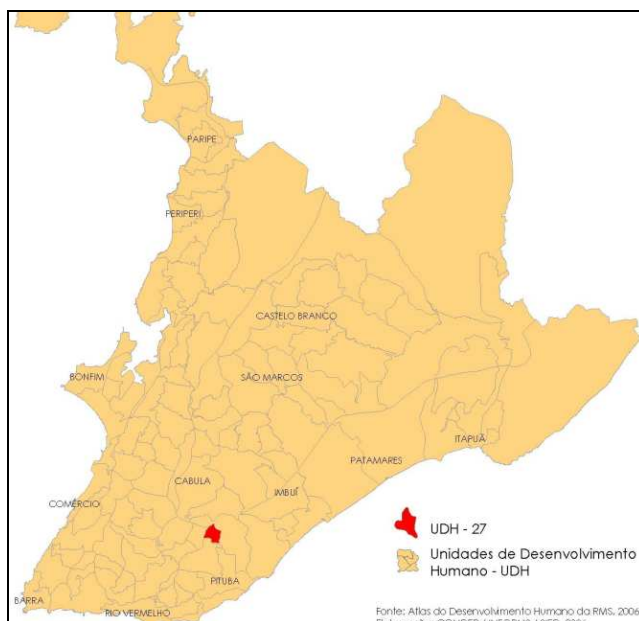 PARIPE
PERIPERI
CASTELO BRANCO
BONFIM
SÃO MARCOS
ITAPUÃ
PATAMARES
CABULA
IMBUÍ
COMÉRCIO
UDH - 27
PITUBA
Unidades de Desenvolvimento
Humano - UDH
BARRA
RIO VERMELHO
Fonte: Atlas do Desenvolvimento Humano da RMS, 2006